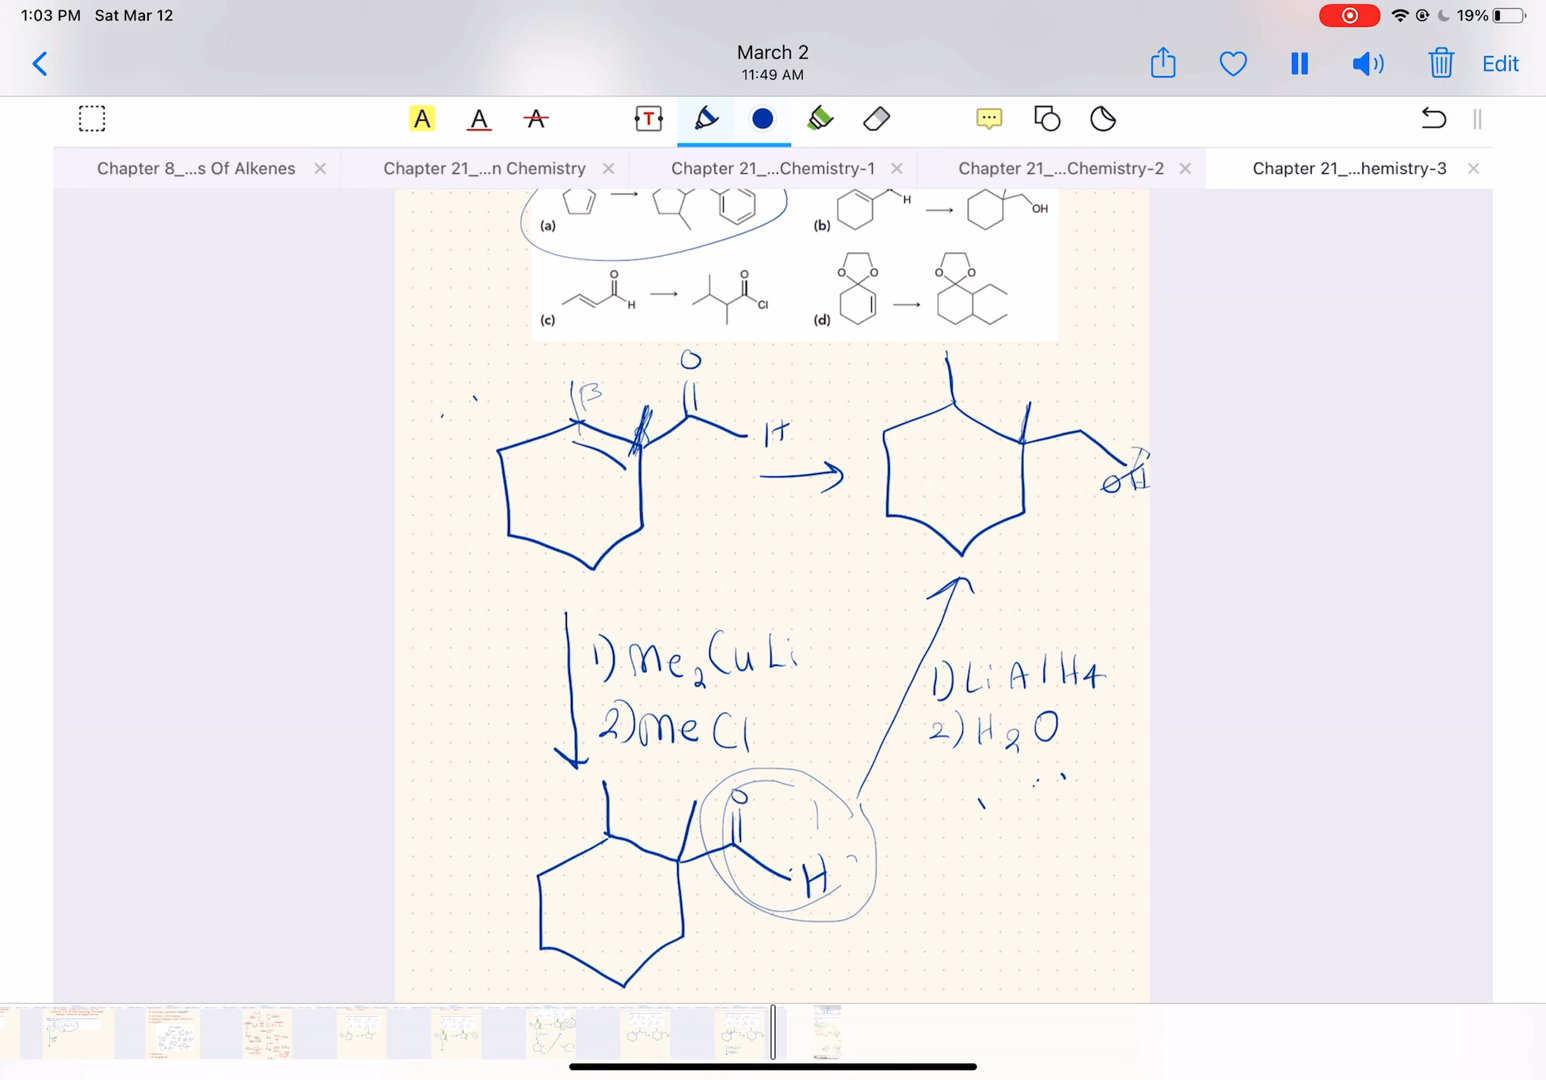 1:03 PM Sat Mar 12
19%
March 2
11:49 AM
Edit
A A A T
Chapter 8_...s Of Alkenes
Chapter 21_...n Chemistry
Chapter 21_...Chemistry-1
Chapter 21_...Chemistry-2
Chapter 21_...hemistry-3
(a)
H
(b)
OH
O
H
(c)
O
Cl
O O
(d)
O O
β
O
H
OH
1) Me2CuLi
2) MeCl
1) LiAlH4
2) H2O
O
H